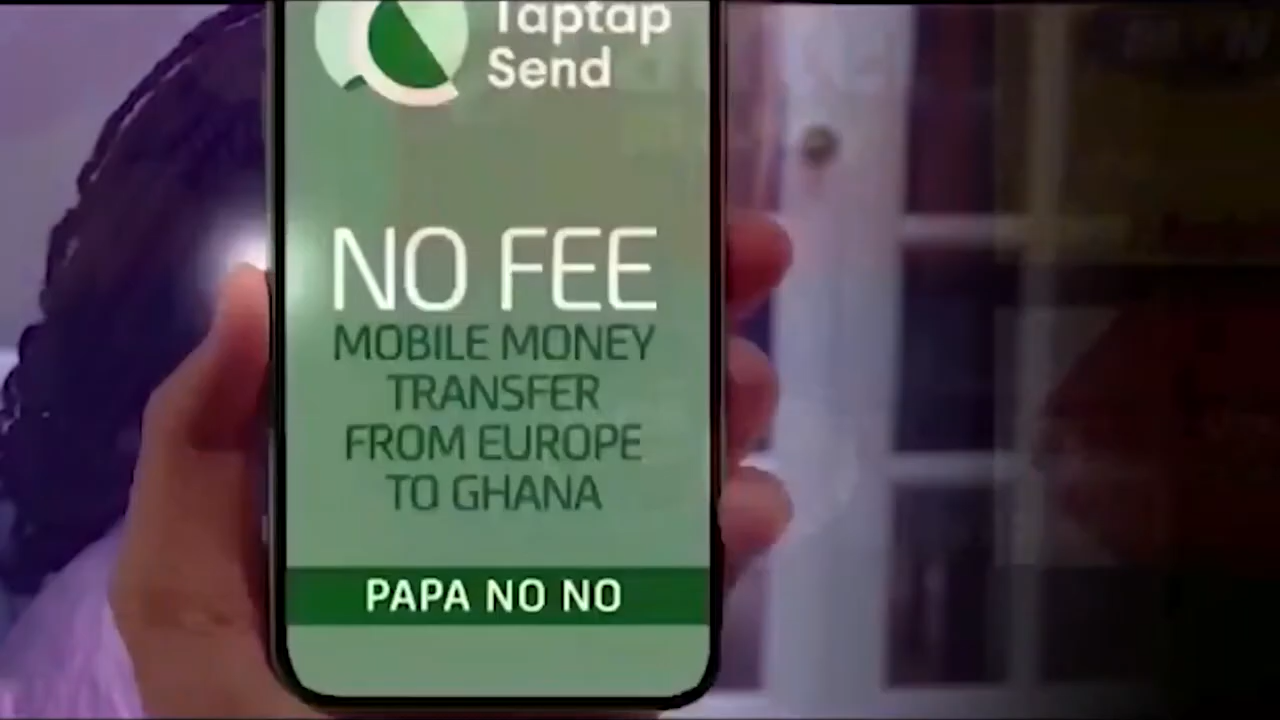 Taptap
Send
NO FEE
MOBILE MONEY
TRANSFER
FROM EUROPE
TO GHANA
PAPA NO NO